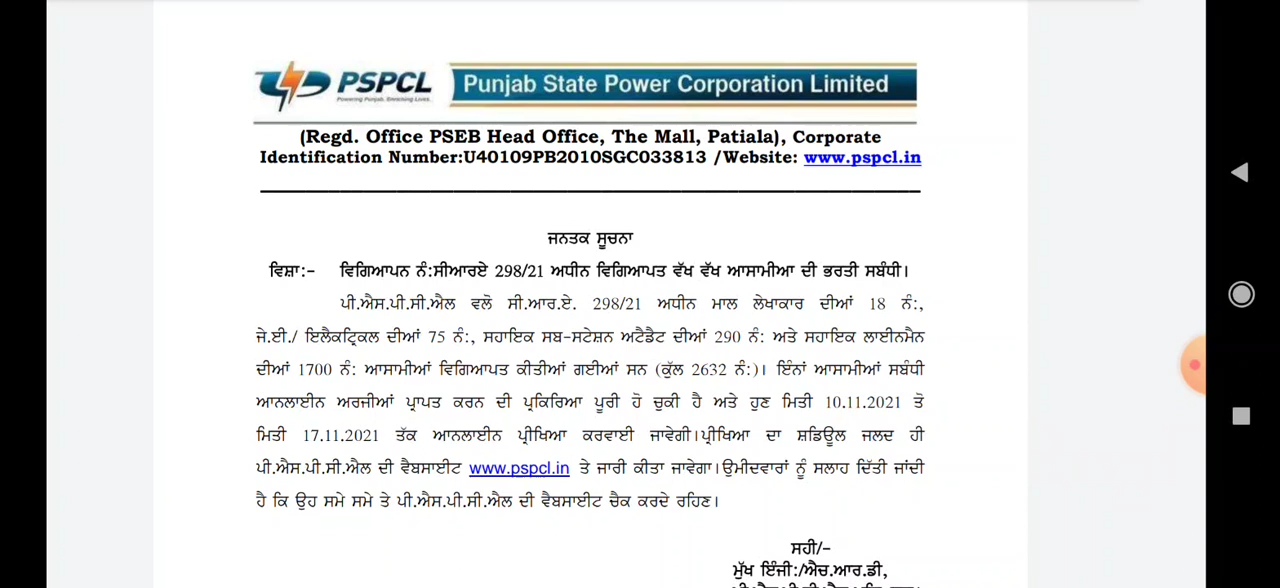 PSPCL
Powering Punjab, Enriching Lives.
Punjab State Power Corporation Limited
(Regd. Office PSEB Head Office, The Mall, Patiala), Corporate
Identification Number:U40109PB2010SGC033813 /Website: www.pspcl.in
ਜਨਤਕ ਸੂਚਨਾ
ਵਿਸ਼ਾ:- ਵਿਗਿਆਪਨ ਨੰ:ਸੀਆਰਏ 298/21 ਅਧੀਨ ਵਿਗਿਆਪਤ ਵੱਖ ਵੱਖ ਆਸਾਮੀਆ ਦੀ ਭਰਤੀ ਸਬੰਧੀ।
ਪੀ.ਐਸ.ਪੀ.ਸੀ.ਐਲ ਵਲੋ ਸੀ.ਆਰ.ਏ. 298/21 ਅਧੀਨ ਮਾਲ ਲੇਖਾਕਾਰ ਦੀਆਂ 18 ਨੰ:,
ਜੇ.ਈ./ ਇਲੈਕਟ੍ਰਿਕਲ ਦੀਆਂ 75 ਨੰ:, ਸਹਾਇਕ ਸਬ-ਸਟੇਸ਼ਨ ਅਟੈਡੈਟ ਦੀਆਂ 290 ਨੰ: ਅਤੇ ਸਹਾਇਕ ਲਾਈਨਮੈਨ
ਦੀਆਂ 1700 ਨੰ: ਆਸਾਮੀਆਂ ਵਿਗਿਆਪਤ ਕੀਤੀਆਂ ਗਈਆਂ ਸਨ (ਕੁੱਲ 2632 ਨੰ:)। ਇੰਨਾਂ ਆਸਾਮੀਆਂ ਸਬੰਧੀ
ਆਨਲਾਈਨ ਅਰਜੀਆਂ ਪ੍ਰਾਪਤ ਕਰਨ ਦੀ ਪ੍ਰਕਿਰਿਆ ਪੂਰੀ ਹੋ ਚੁਕੀ ਹੈ ਅਤੇ ਹੁਣ ਮਿਤੀ 10.11.2021 ਤੋ
ਮਿਤੀ 17.11.2021 ਤੱਕ ਆਨਲਾਈਨ ਪ੍ਰੀਖਿਆ ਕਰਵਾਈ ਜਾਵੇਗੀ।ਪ੍ਰੀਖਿਆ ਦਾ ਸ਼ਡਿਊਲ ਜਲਦ ਹੀ
ਪੀ.ਐਸ.ਪੀ.ਸੀ.ਐਲ ਦੀ ਵੈਬਸਾਈਟ www.pspcl.in ਤੇ ਜਾਰੀ ਕੀਤਾ ਜਾਵੇਗਾ।ਉਮੀਦਵਾਰਾਂ ਨੂੰ ਸਲਾਹ ਦਿੱਤੀ ਜਾਂਦੀ
ਹੈ ਕਿ ਉਹ ਸਮੇ ਸਮੇ ਤੇ ਪੀ.ਐਸ.ਪੀ.ਸੀ.ਐਲ ਦੀ ਵੈਬਸਾਈਟ ਚੈਕ ਕਰਦੇ ਰਹਿਣ।
ਸਹੀ/-
ਮੁੱਖ ਇੰਜੀ:/ਐਚ.ਆਰ.ਡੀ,